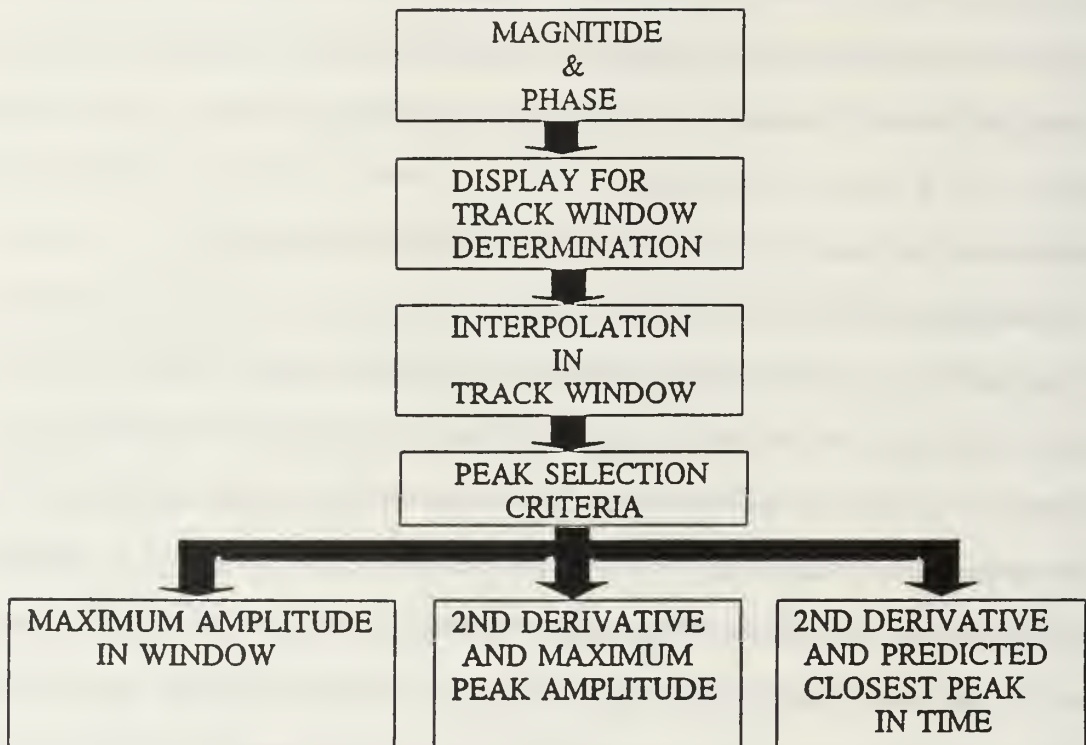 MAGNITIDE
&
PHASE
DISPLAY FOR
TRACK WINDOW
DETERMINATION
INTERPOLATION
IN
TRACK WINDOW
PEAK SELECTION
CRITERIA
MAXIMUM AMPLITUDE
IN WINDOW
2ND DERIVATIVE
AND MAXIMUM
PEAK AMPLITUDE
2ND DERIVATIVE
AND PREDICTED
CLOSEST PEAK
IN TIME